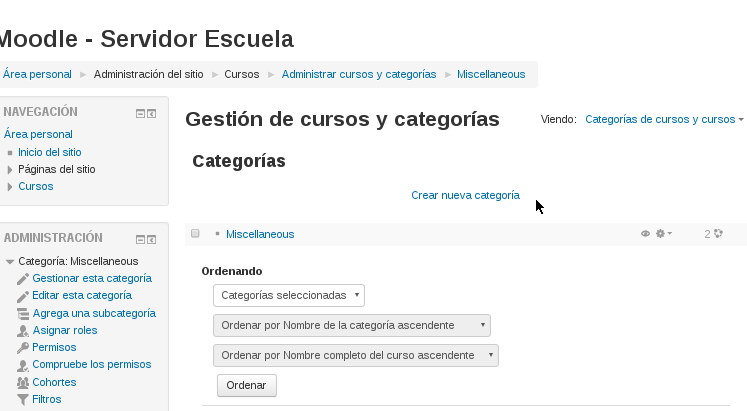 Moodle - Servidor Escuela
Área personal ► Administración del sitio ► Cursos ► Administrar cursos y categorías ► Miscellaneous
NAVEGACIÓN
Área personal
Inicio del sitio
Páginas del sitio
Cursos
ADMINISTRACIÓN
Categoría: Miscellaneous
Gestionar esta categoría
Editar esta categoría
Agrega una subcategoría
Asignar roles
Permisos
Compruebe los permisos
Cohortes
Filtros
Gestión de cursos y categorías
Viendo: Categorías de cursos y cursos
Categorías
Crear nueva categoría
Miscellaneous 2
Ordenando
Categorías seleccionadas
Ordenar por Nombre de la categoría ascendente
Ordenar por Nombre completo del curso ascendente
Ordenar